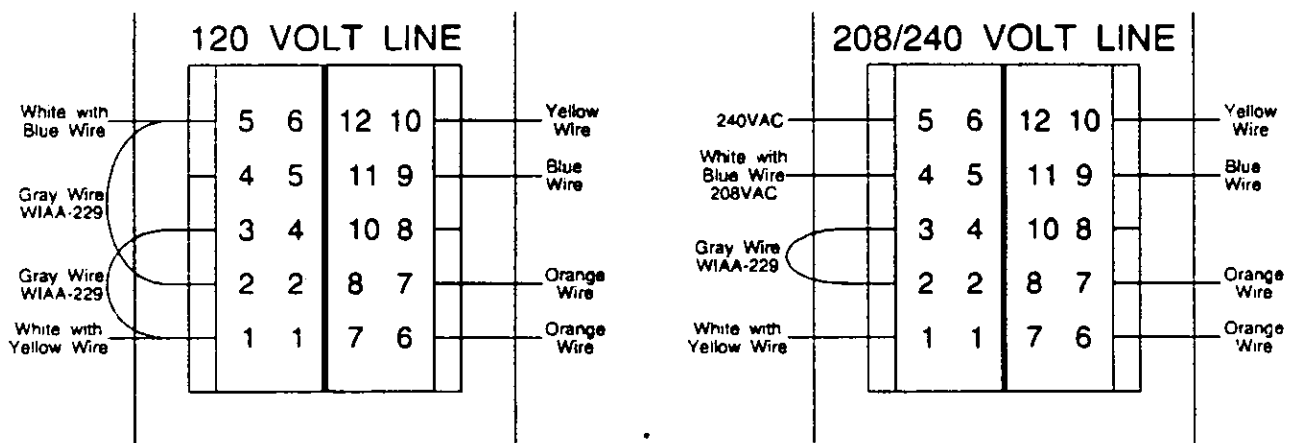 120 VOLT LINE
White with
Blue Wire
5 6 12 10
Yellow
Wire
4 5 11 9
Blue
Wire
Gray Wire
WIAA-229
3 4 10 8
Gray Wire
WIAA-229
2 2 8 7
Orange
Wire
White with
Yellow Wire
1 1 7 6
Orange
Wire
208/240 VOLT LINE
240VAC
5 6 12 10
Yellow
Wire
White with
Blue Wire
208VAC
4 5 11 9
Blue
Wire
3 4 10 8
Gray Wire
WIAA-229
2 2 8 7
Orange
Wire
White with
Yellow Wire
1 1 7 6
Orange
Wire